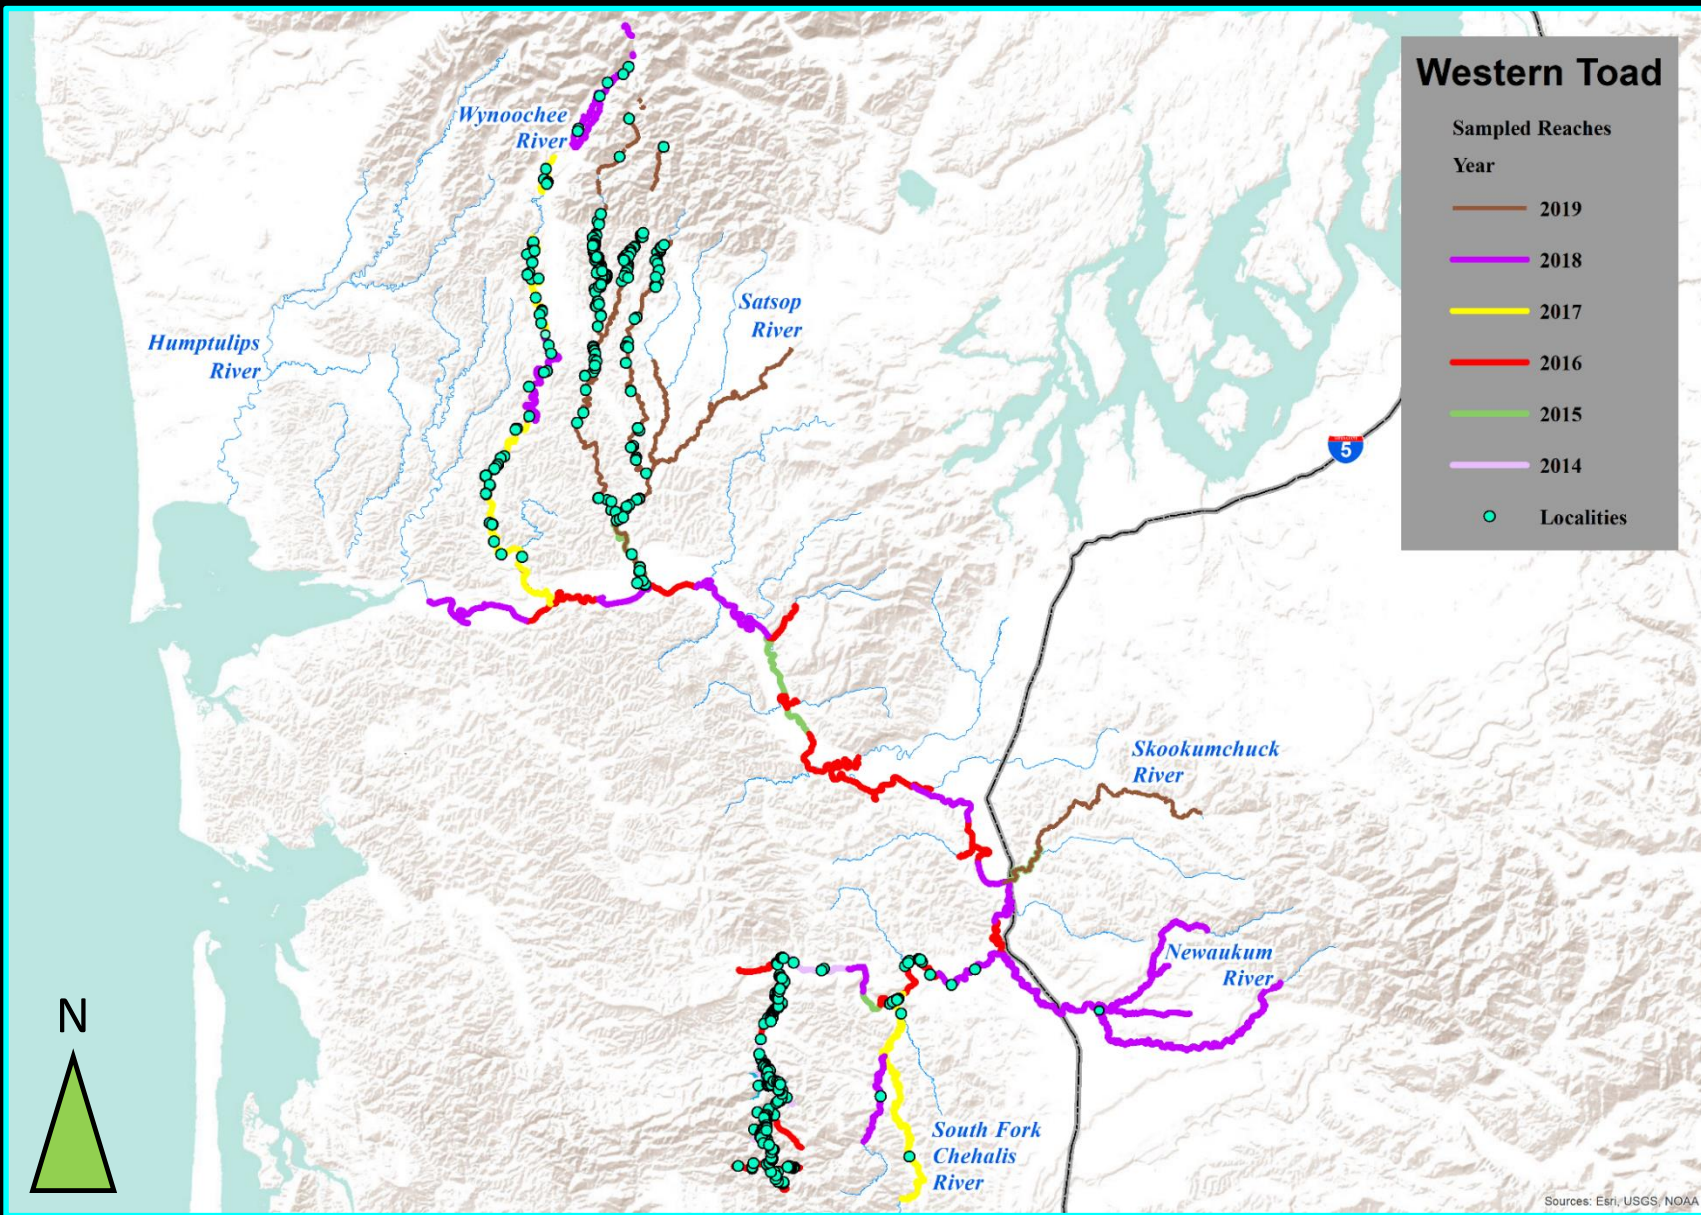 Western Toad
Sampled Reaches
Year
2019
2018
2017
2016
2015
2014
Localities
Wynoochee
River
Humptulips
River
Satsop
River
5
Skookumchuck
River
Newaukum
River
South Fork
Chehalis
River
N
Sources: Esri, USGS, NOAA